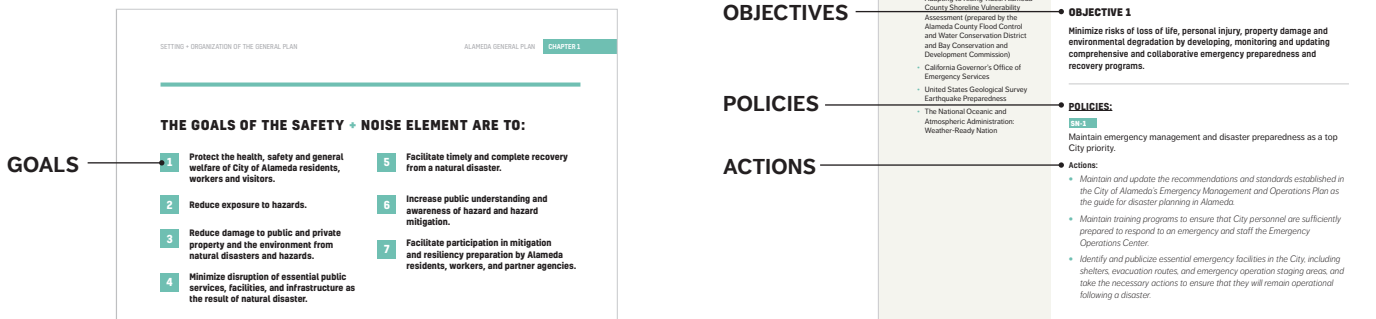 SETTING + ORGANIZATION OF THE GENERAL PLAN
ALAMEDA GENERAL PLAN
CHAPTER 1
THE GOALS OF THE SAFETY + NOISE ELEMENT ARE TO:
GOALS
1
Protect the health, safety and general
welfare of City of Alameda residents,
workers and visitors.
2
Reduce exposure to hazards.
3
Reduce damage to public and private
property and the environment from
natural disasters and hazards.
4
Minimize disruption of essential public
services, facilities, and infrastructure as
the result of natural disaster.
5
Facilitate timely and complete recovery
from a natural disaster.
6
Increase public understanding and
awareness of hazard and hazard
mitigation.
7
Facilitate participation in mitigation
and resiliency preparation by Alameda
residents, workers, and partner agencies.
OBJECTIVES
POLICIES
ACTIONS
County Shoreline Vulnerability
Assessment (prepared by the
Alameda County Flood Control
and Water Conservation District
and Bay Conservation and
Development Commission)
• California Governor's Office of
Emergency Services
• United States Geological Survey
Earthquake Preparedness
• The National Oceanic and
Atmospheric Administration:
Weather-Ready Nation
OBJECTIVE 1
Minimize risks of loss of life, personal injury, property damage and
environmental degradation by developing, monitoring and updating
comprehensive and collaborative emergency preparedness and
recovery programs.
POLICIES:
SN-1
Maintain emergency management and disaster preparedness as a top
City priority.
Actions:
• Maintain and update the recommendations and standards established in
the City of Alameda's Emergency Management and Operations Plan as
the guide for disaster planning in Alameda.
• Maintain training programs to ensure that City personnel are sufficiently
prepared to respond to an emergency and staff the Emergency
Operations Center.
• Identify and publicize essential emergency facilities in the City, including
shelters, evacuation routes, and emergency operation staging areas, and
take the necessary actions to ensure that they will remain operational
following a disaster.